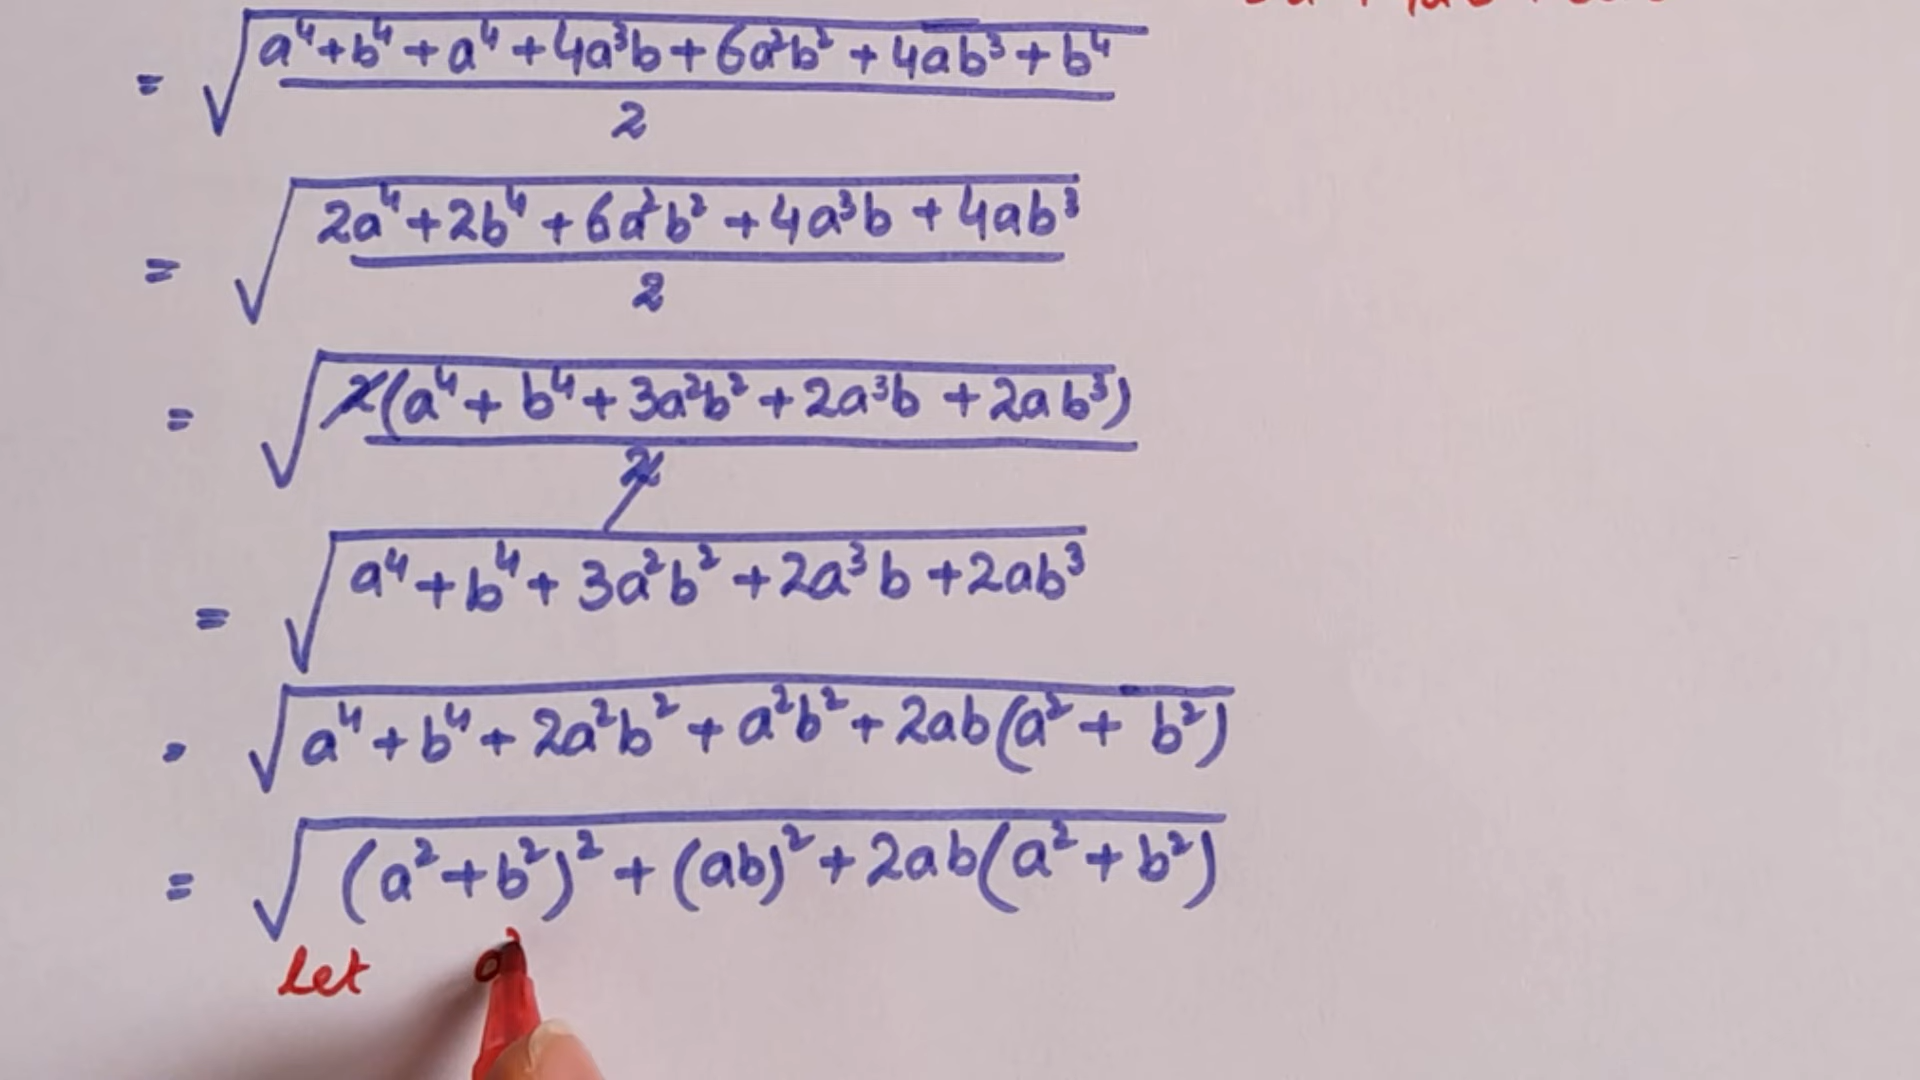 = √(a⁴+b⁴+a⁴+4a³b+6a²b²+4ab³+b⁴)/2
= √(2a⁴+2b⁴+6a²b²+4a³b+4ab³)/2
= √2(a⁴+b⁴+3a²b²+2a³b+2ab³)/2
= √a⁴+b⁴+3a²b²+2a³b+2ab³
= √a⁴+b⁴+2a²b²+a²b²+2ab(a²+b²)
= √(a²+b²)²+(ab)²+2ab(a²+b²)
Let a